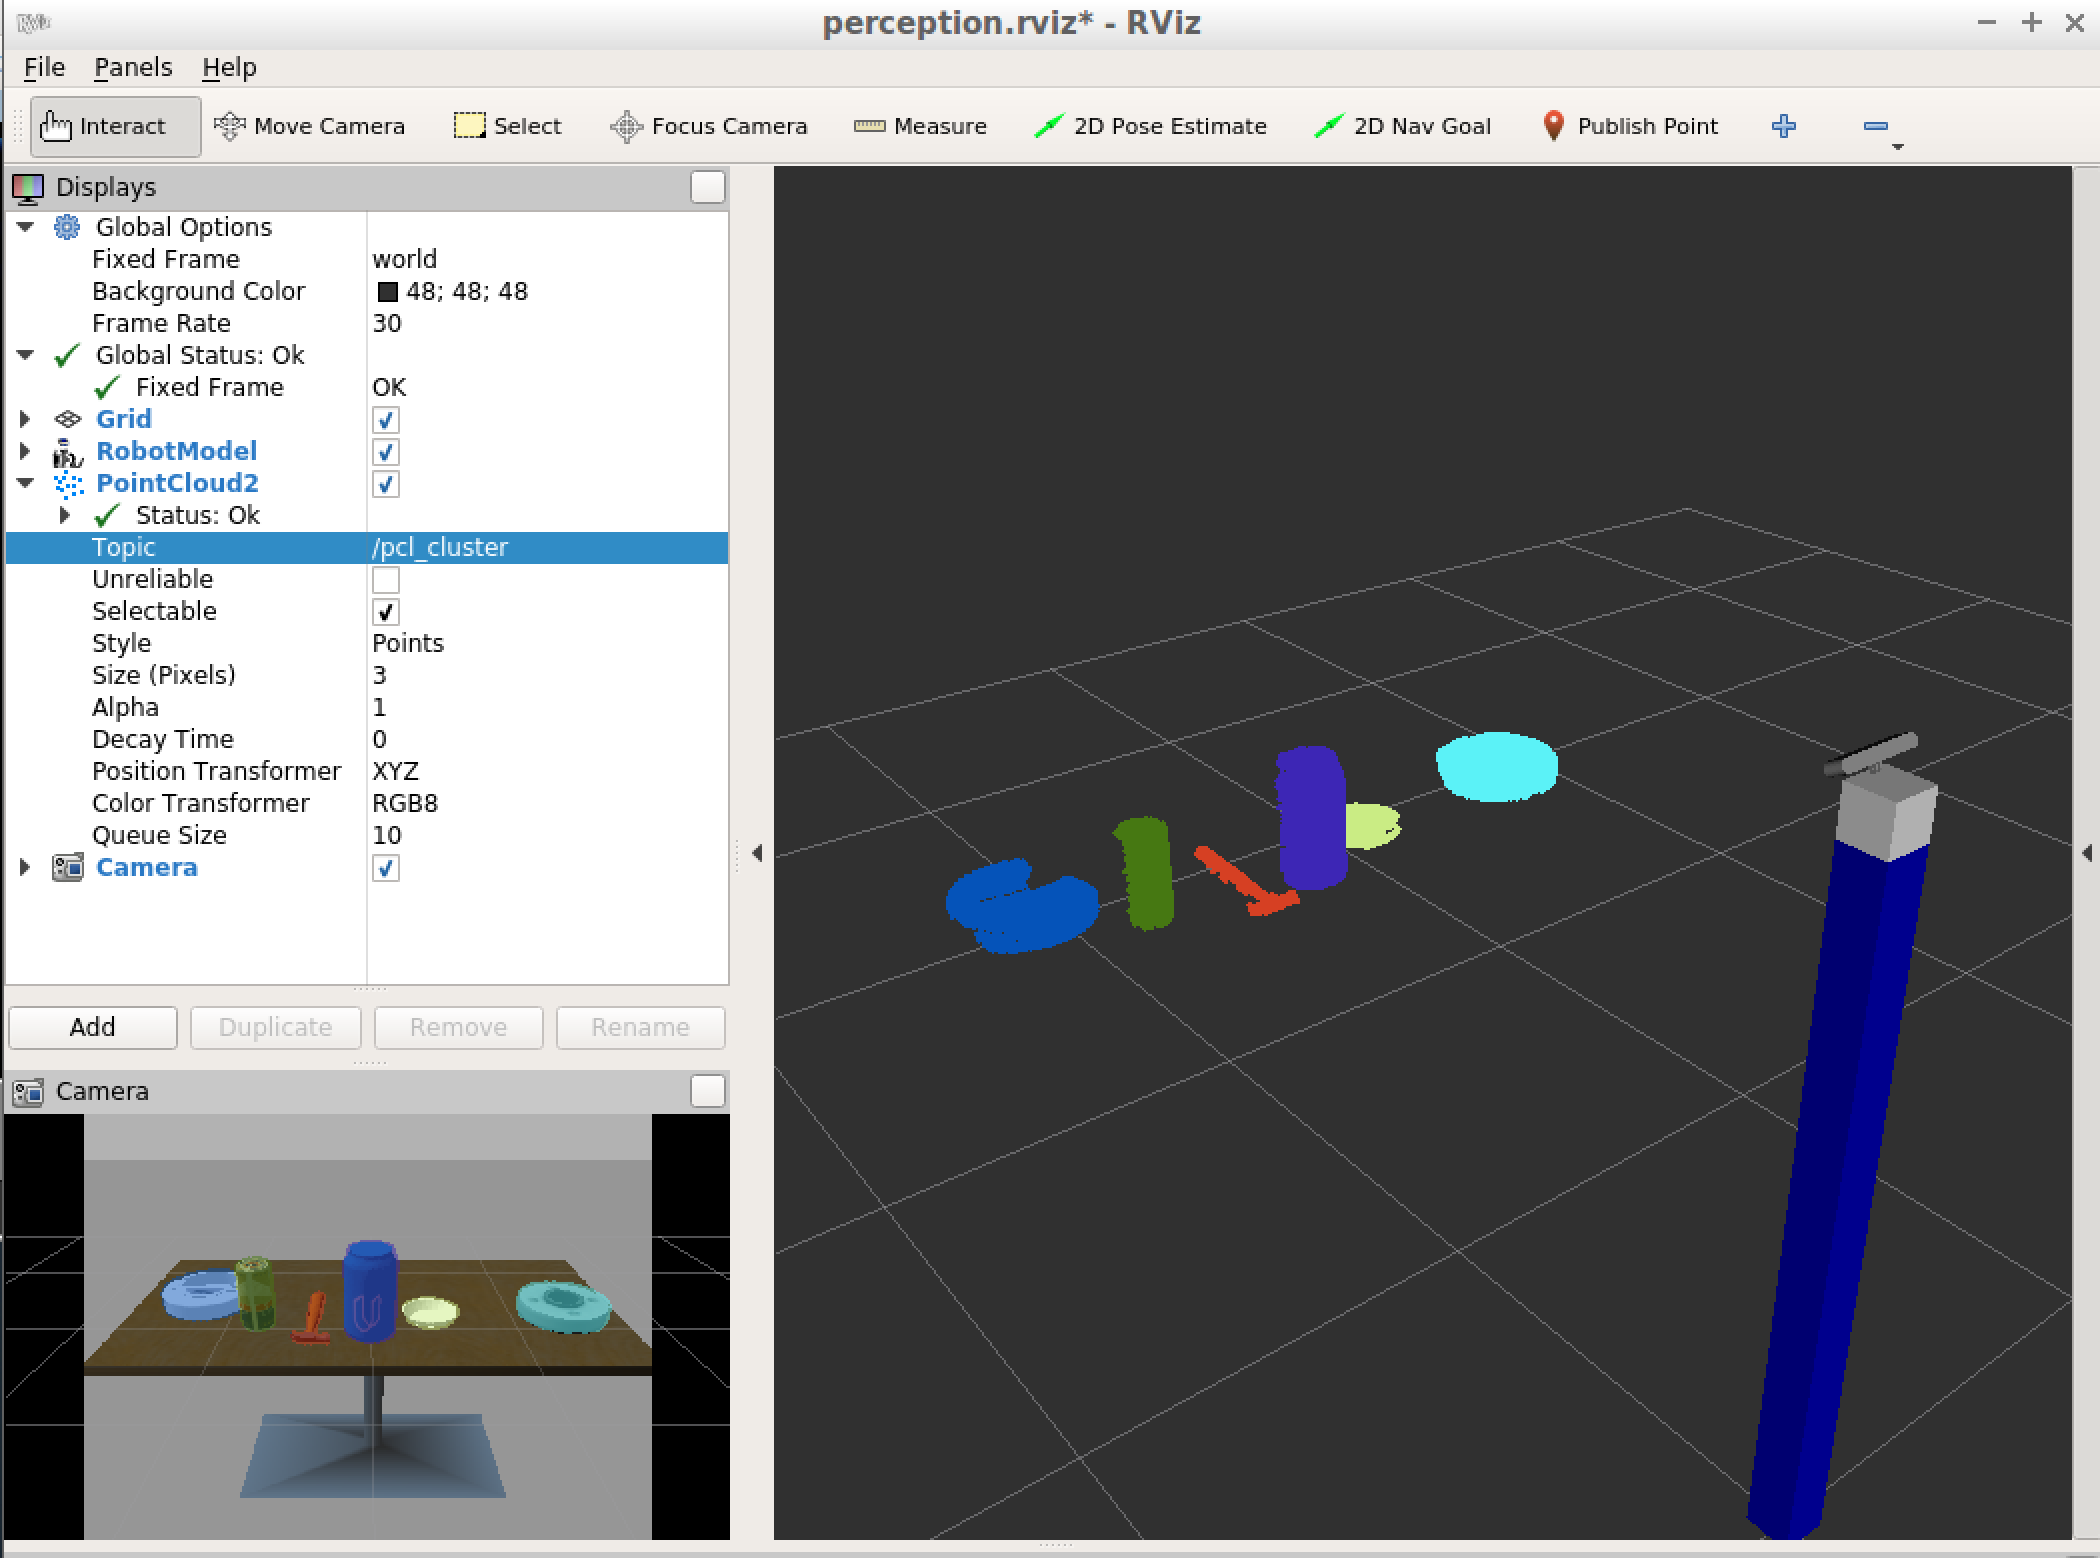 perception.rviz* - RViz
File Panels Help
Interact Move Camera Select Focus Camera Measure 2D Pose Estimate 2D Nav Goal Publish Point
Displays
Global Options
Fixed Frame world
Background Color 48; 48; 48
Frame Rate 30
Global Status: Ok
Fixed Frame OK
Grid
RobotModel
PointCloud2
Status: Ok
Topic /pcl_cluster
Unreliable
Selectable
Style Points
Size (Pixels) 3
Alpha 1
Decay Time 0
Position Transformer XYZ
Color Transformer RGB8
Queue Size 10
Camera
Add Duplicate Remove Rename
Camera